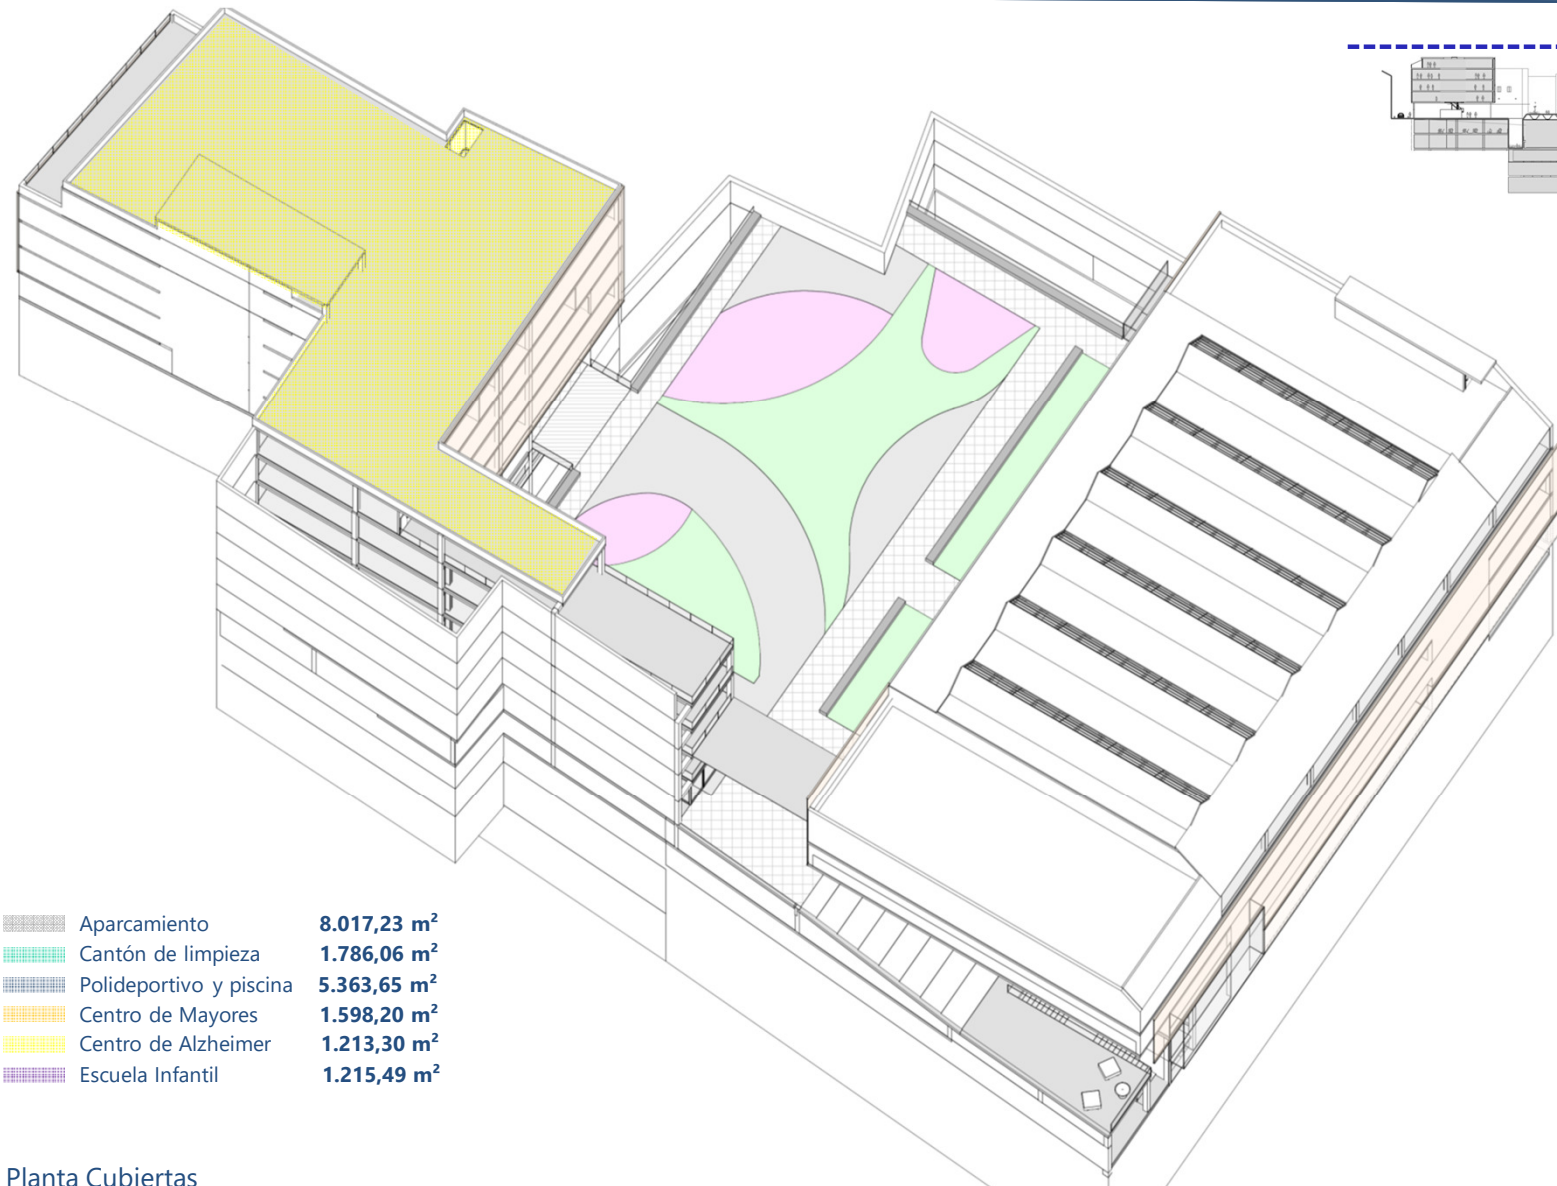 Aparcamiento 8.017,23 m²
Cantón de limpieza 1.786,06 m²
Polideportivo y piscina 5.363,65 m²
Centro de Mayores 1.598,20 m²
Centro de Alzheimer 1.213,30 m²
Escuela Infantil 1.215,49 m²
Planta Cubiertas